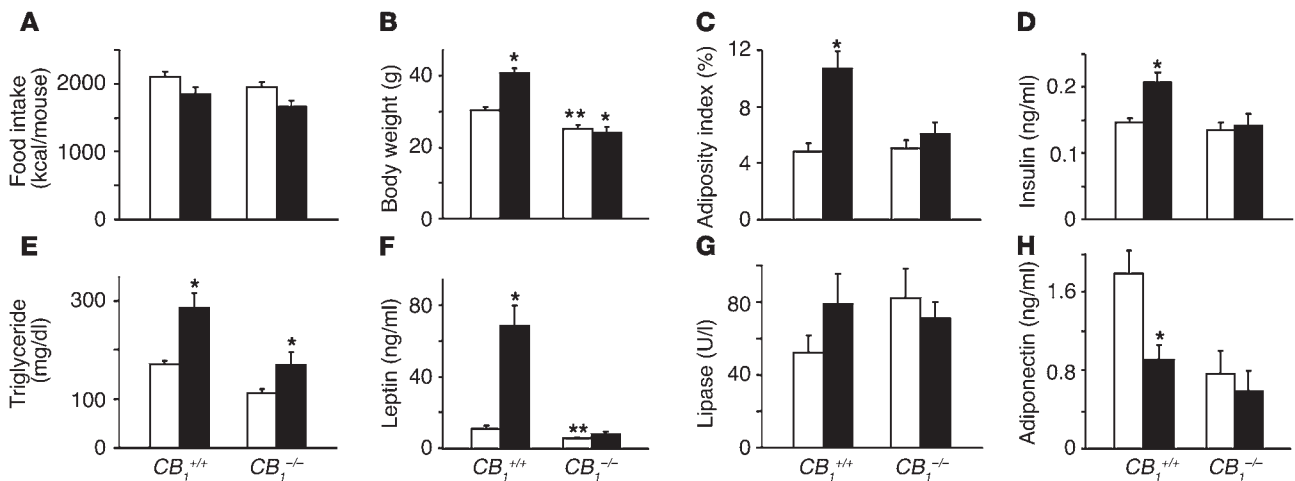 A
Food intake
(kcal/mouse)
2000
1000
0
B
Body weight (g)
40
20
0
*
**
*
C
Adiposity index (%)
12
8
4
0
*
D
Insulin (ng/ml)
0.2
0.1
0
*
E
Triglyceride
(mg/dl)
300
100
0
*
*
CB₁⁺/⁺
CB₁⁻/⁻
F
Leptin (ng/ml)
80
40
0
*
**
CB₁⁺/⁺
CB₁⁻/⁻
G
Lipase (U/l)
80
40
0
CB₁⁺/⁺
CB₁⁻/⁻
H
Adiponectin (ng/ml)
1.6
0.8
0
*
CB₁⁺/⁺
CB₁⁻/⁻